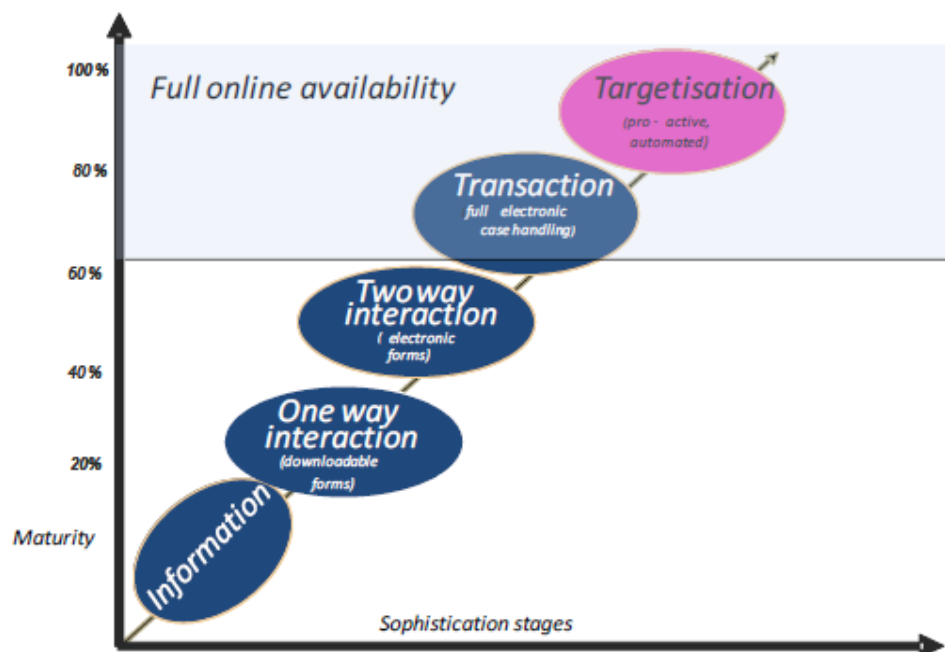 100%
Full online availability
Targetisation
(pro - active,
automated)
80%
Transaction
full electronic
case handling)
60%
Two way
interaction
( electronic
forms)
40%
One way
interaction
(downloadable
forms)
20%
Information
Maturity
Sophistication stages